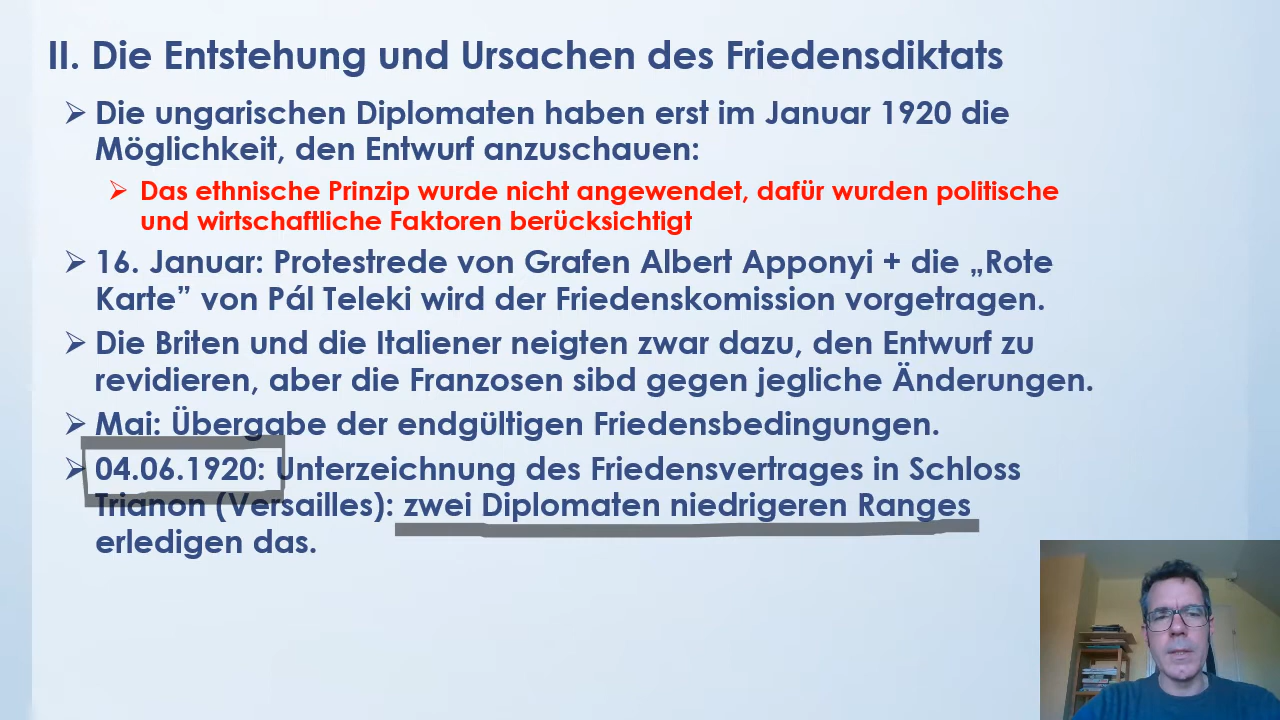 II. Die Entstehung und Ursachen des Friedensdiktats
Die ungarischen Diplomaten haben erst im Januar 1920 die
Möglichkeit, den Entwurf anzuschauen:
Das ethnische Prinzip wurde nicht angewendet, dafür wurden politische
und wirtschaftliche Faktoren berücksichtigt
16. Januar: Protestrede von Grafen Albert Apponyi + die „Rote
Karte” von Pál Teleki wird der Friedenskomission vorgetragen.
Die Briten und die Italiener neigten zwar dazu, den Entwurf zu
revidieren, aber die Franzosen sibd gegen jegliche Änderungen.
Mai: Übergabe der endgültigen Friedensbedingungen.
04.06.1920: Unterzeichnung des Friedensvertrages in Schloss
Trianon (Versailles): zwei Diplomaten niedrigeren Ranges
erledigen das.